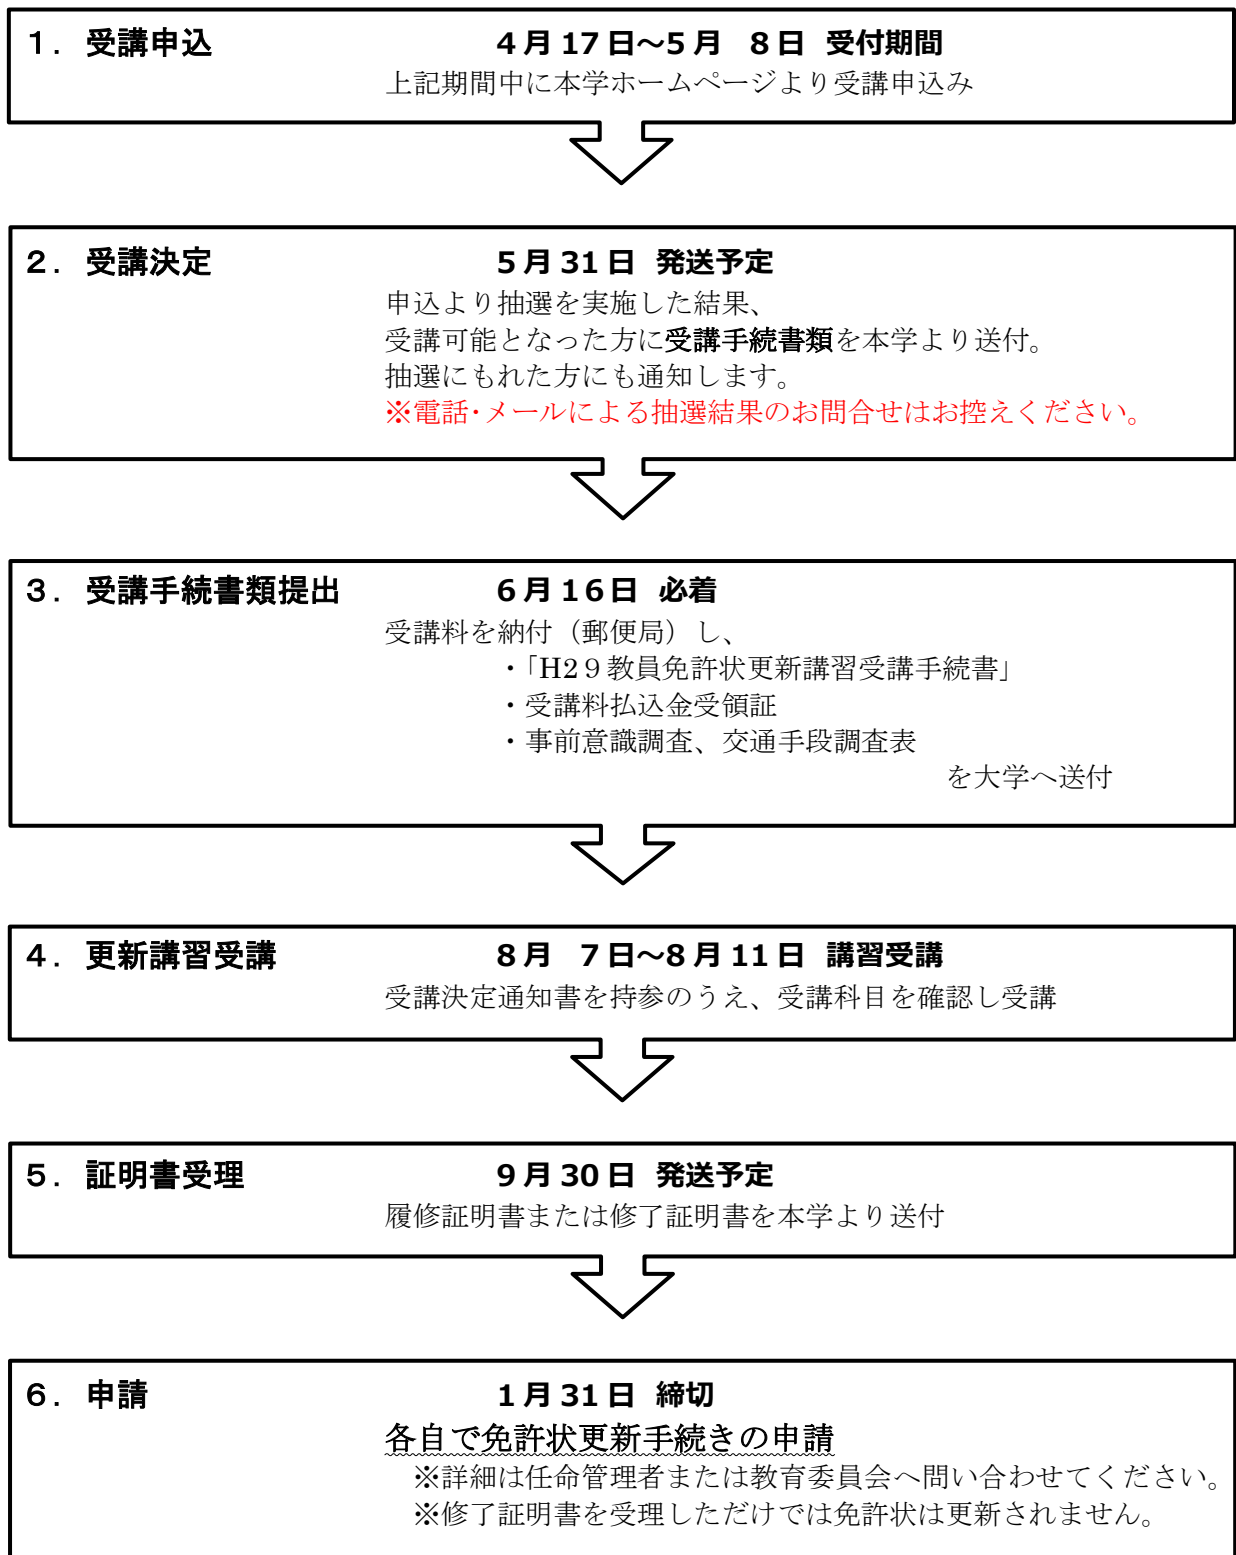 １．受講申込　４月17日～５月　８日　受付期間
上記期間中に本学ホームページより受講申込み
２．受講決定　５月31日　発送予定
申込より抽選を実施した結果、
受講可能となった方に受講手続書類を本学より送付。
抽選にもれた方にも通知します。
※電話・メールによる抽選結果のお問合せはお控えください。
３．受講手続書類提出　６月1６日　必着
受講料を納付（郵便局）し、
・「H2９教員免許状更新講習受講手続書」
・受講料払込金受領証
・事前意識調査、交通手段調査表
を大学へ送付
４．更新講習受講　８月　７日～８月11日　講習受講
受講決定通知書を持参のうえ、受講科目を確認し受講
５．証明書受理　９月30日　発送予定
履修証明書または修了証明書を本学より送付
６．申請　１月31日　締切
各自で免許状更新手続きの申請
※詳細は任命管理者または教育委員会へ問い合わせてください。
※修了証明書を受理しただけでは免許状は更新されません。